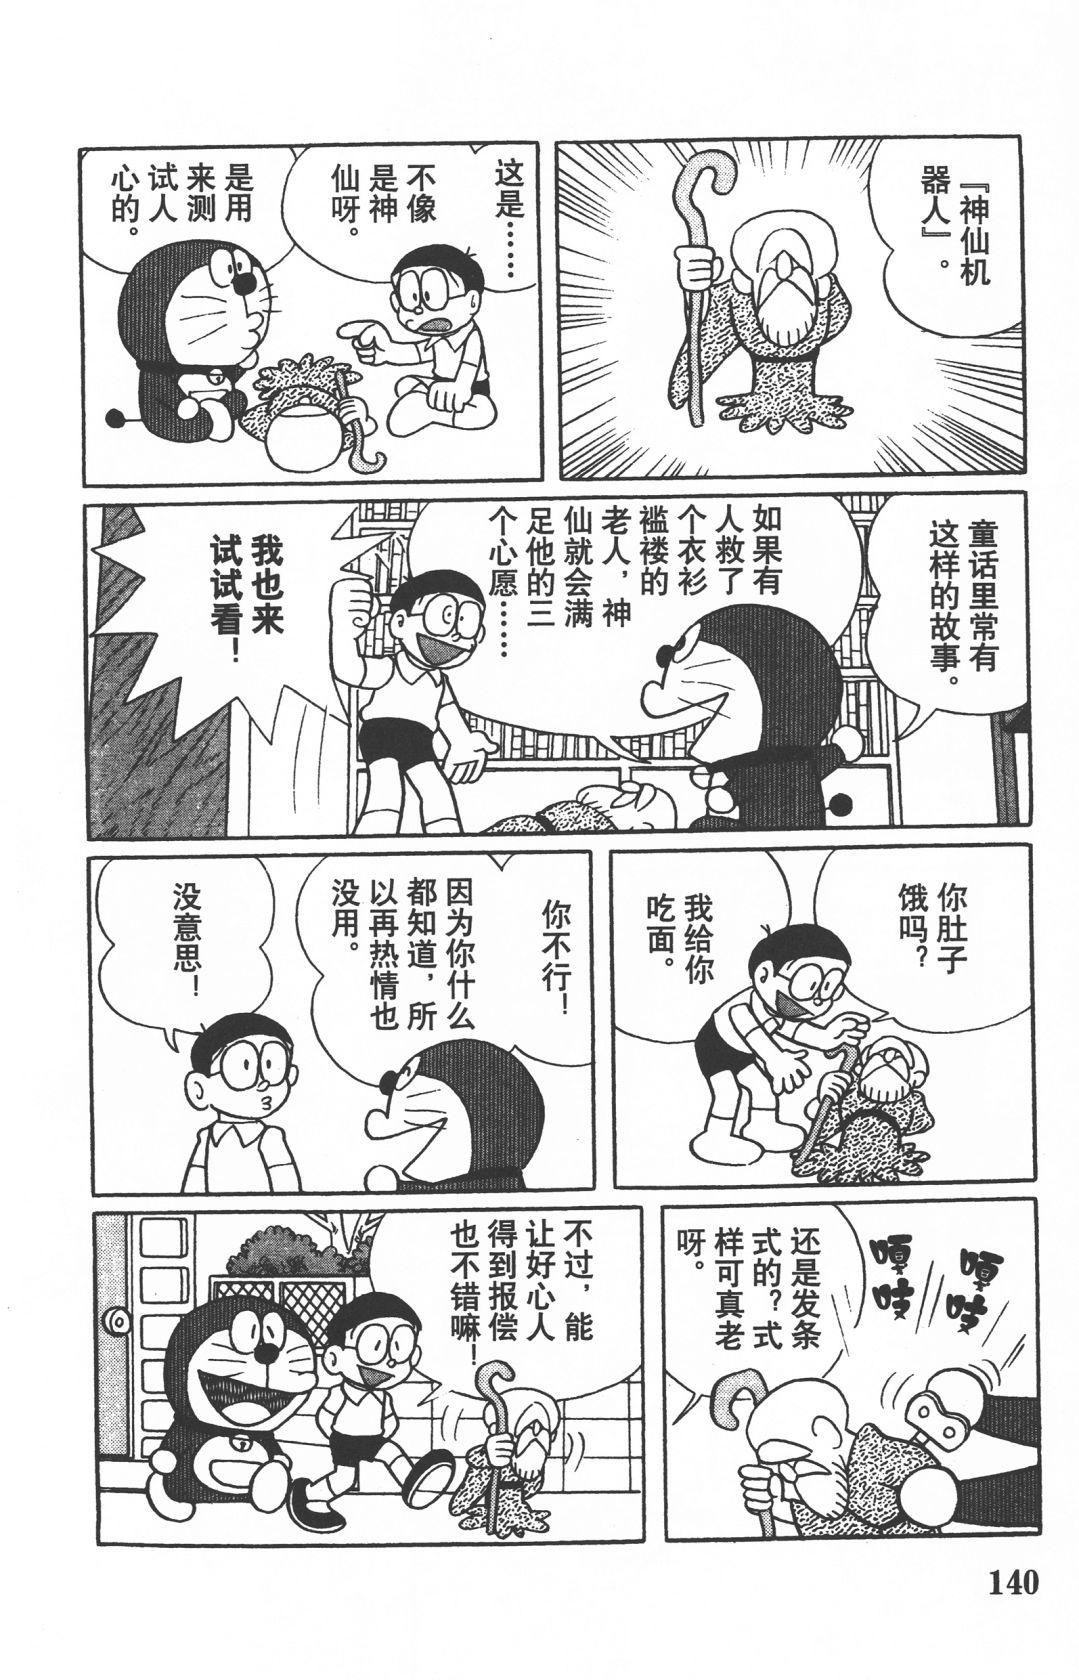 『神仙机
器人』。
这是……
不像
是神
仙呀。
是用
来测
试人
心的。
童话里常有
这样的故事。
如果有
人救了
个衣衫
褴褛的
老人，神
仙就会满
足他的三
个心愿……
我也来
试试看！
你肚子
饿吗？
我给你
吃面。
你不行！
因为你什么
都知道，所
以再热情也
没用。
没意思！
嘎吱
嘎吱
还是发条
式的？式
样可真老
呀。
不过，能
让好心人
得到报偿
也不错嘛！
140